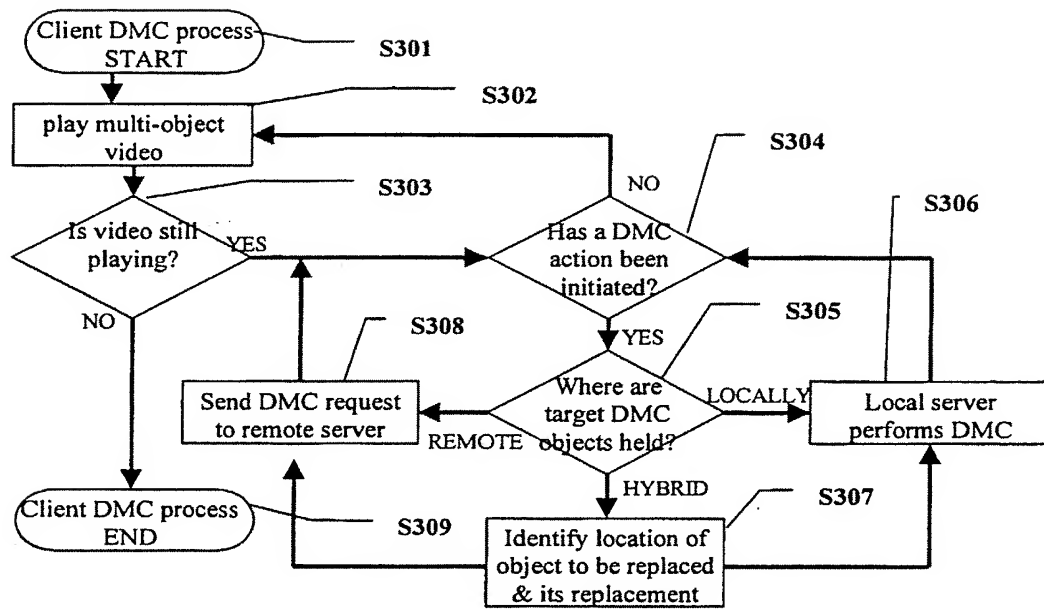 Client DMC process
START
S301
S302
play multi-object
video
S303
S304
NO
Is video still
playing?
YES
Has a DMC
action been
initiated?
S306
NO
YES
S305
S308
Where are
target DMC
objects held?
LOCALLY
Send DMC request
to remote server
REMOTE
Local server
performs DMC
HYBRID
S307
Client DMC process
END
S309
Identify location of
object to be replaced
& its replacement